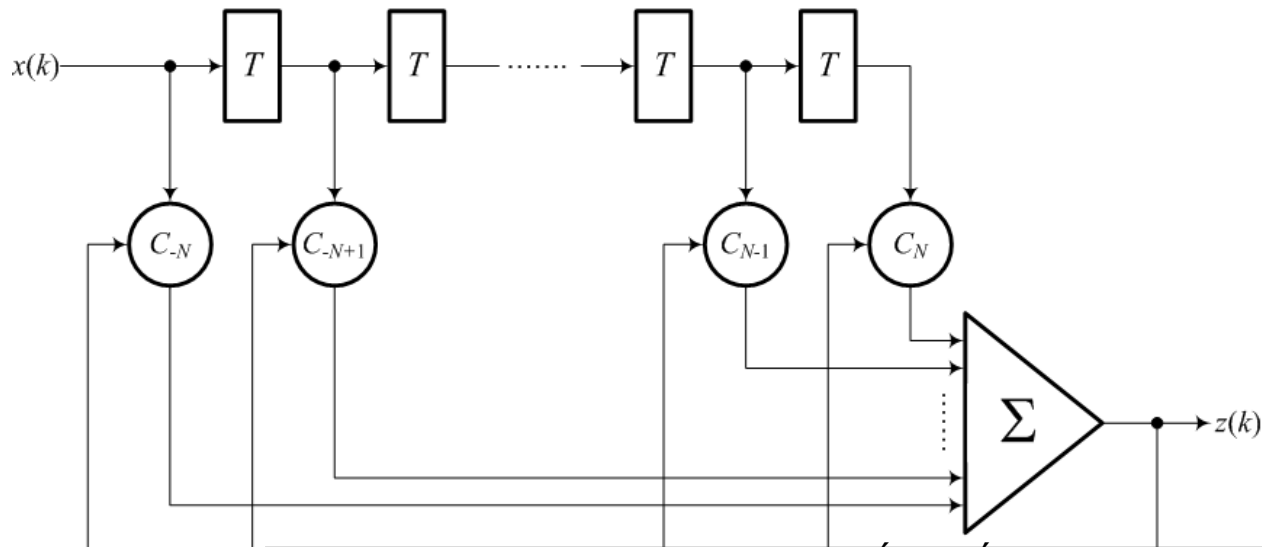 x(k) T T ....... T T
C-N C-N+1 CN-1 CN
Σ z(k)